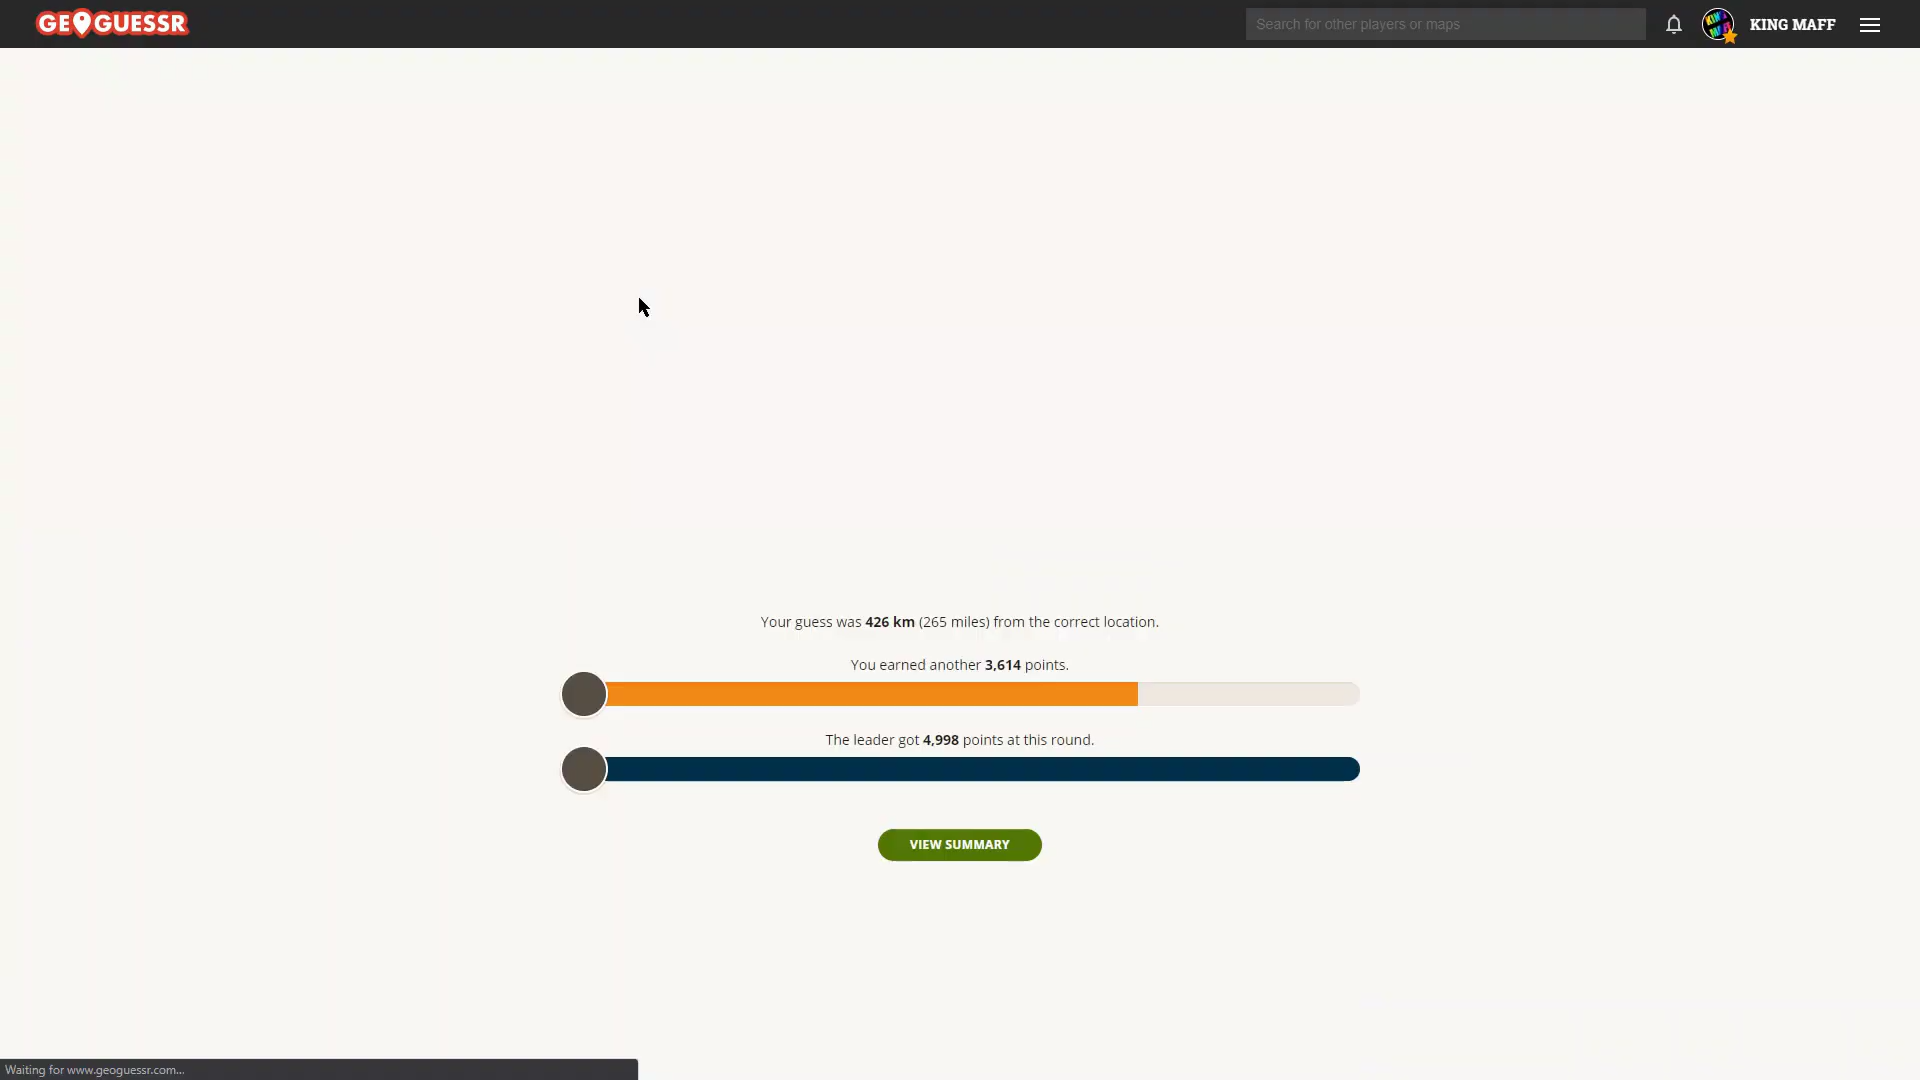 GEOGUESSR
Search for other players or maps
KING MAFF
Your guess was 426 km (265 miles) from the correct location.
You earned another 3,614 points.
The leader got 4,998 points at this round.
VIEW SUMMARY
Waiting for www.geoguessr.com...